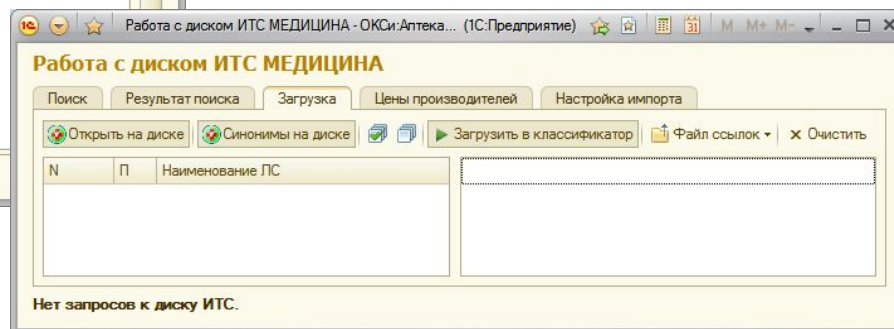 Работа с диском ИТС МЕДИЦИНА - ОКСи:Аптека... (1С:Предприятие) 31 M M+ M-
Работа с диском ИТС МЕДИЦИНА
Поиск Результат поиска Загрузка Цены производителей Настройка импорта
Открыть на диске Синонимы на диске Загрузить в классификатор Файл ссылок Очистить
N П Наименование ЛС
Нет запросов к диску ИТС.